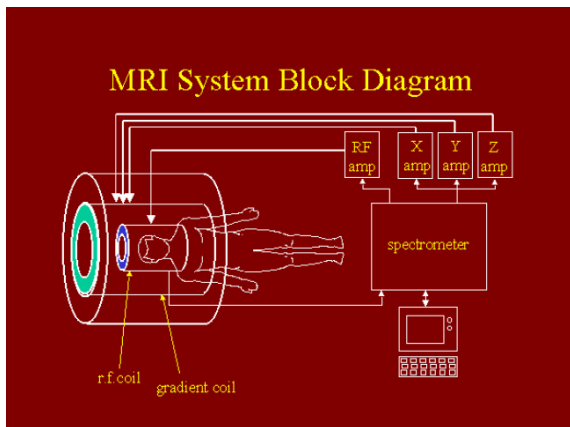 MRI System Block Diagram
RF
amp
X
amp
Y
amp
Z
amp
spectrometer
r.f.coil
gradient coil